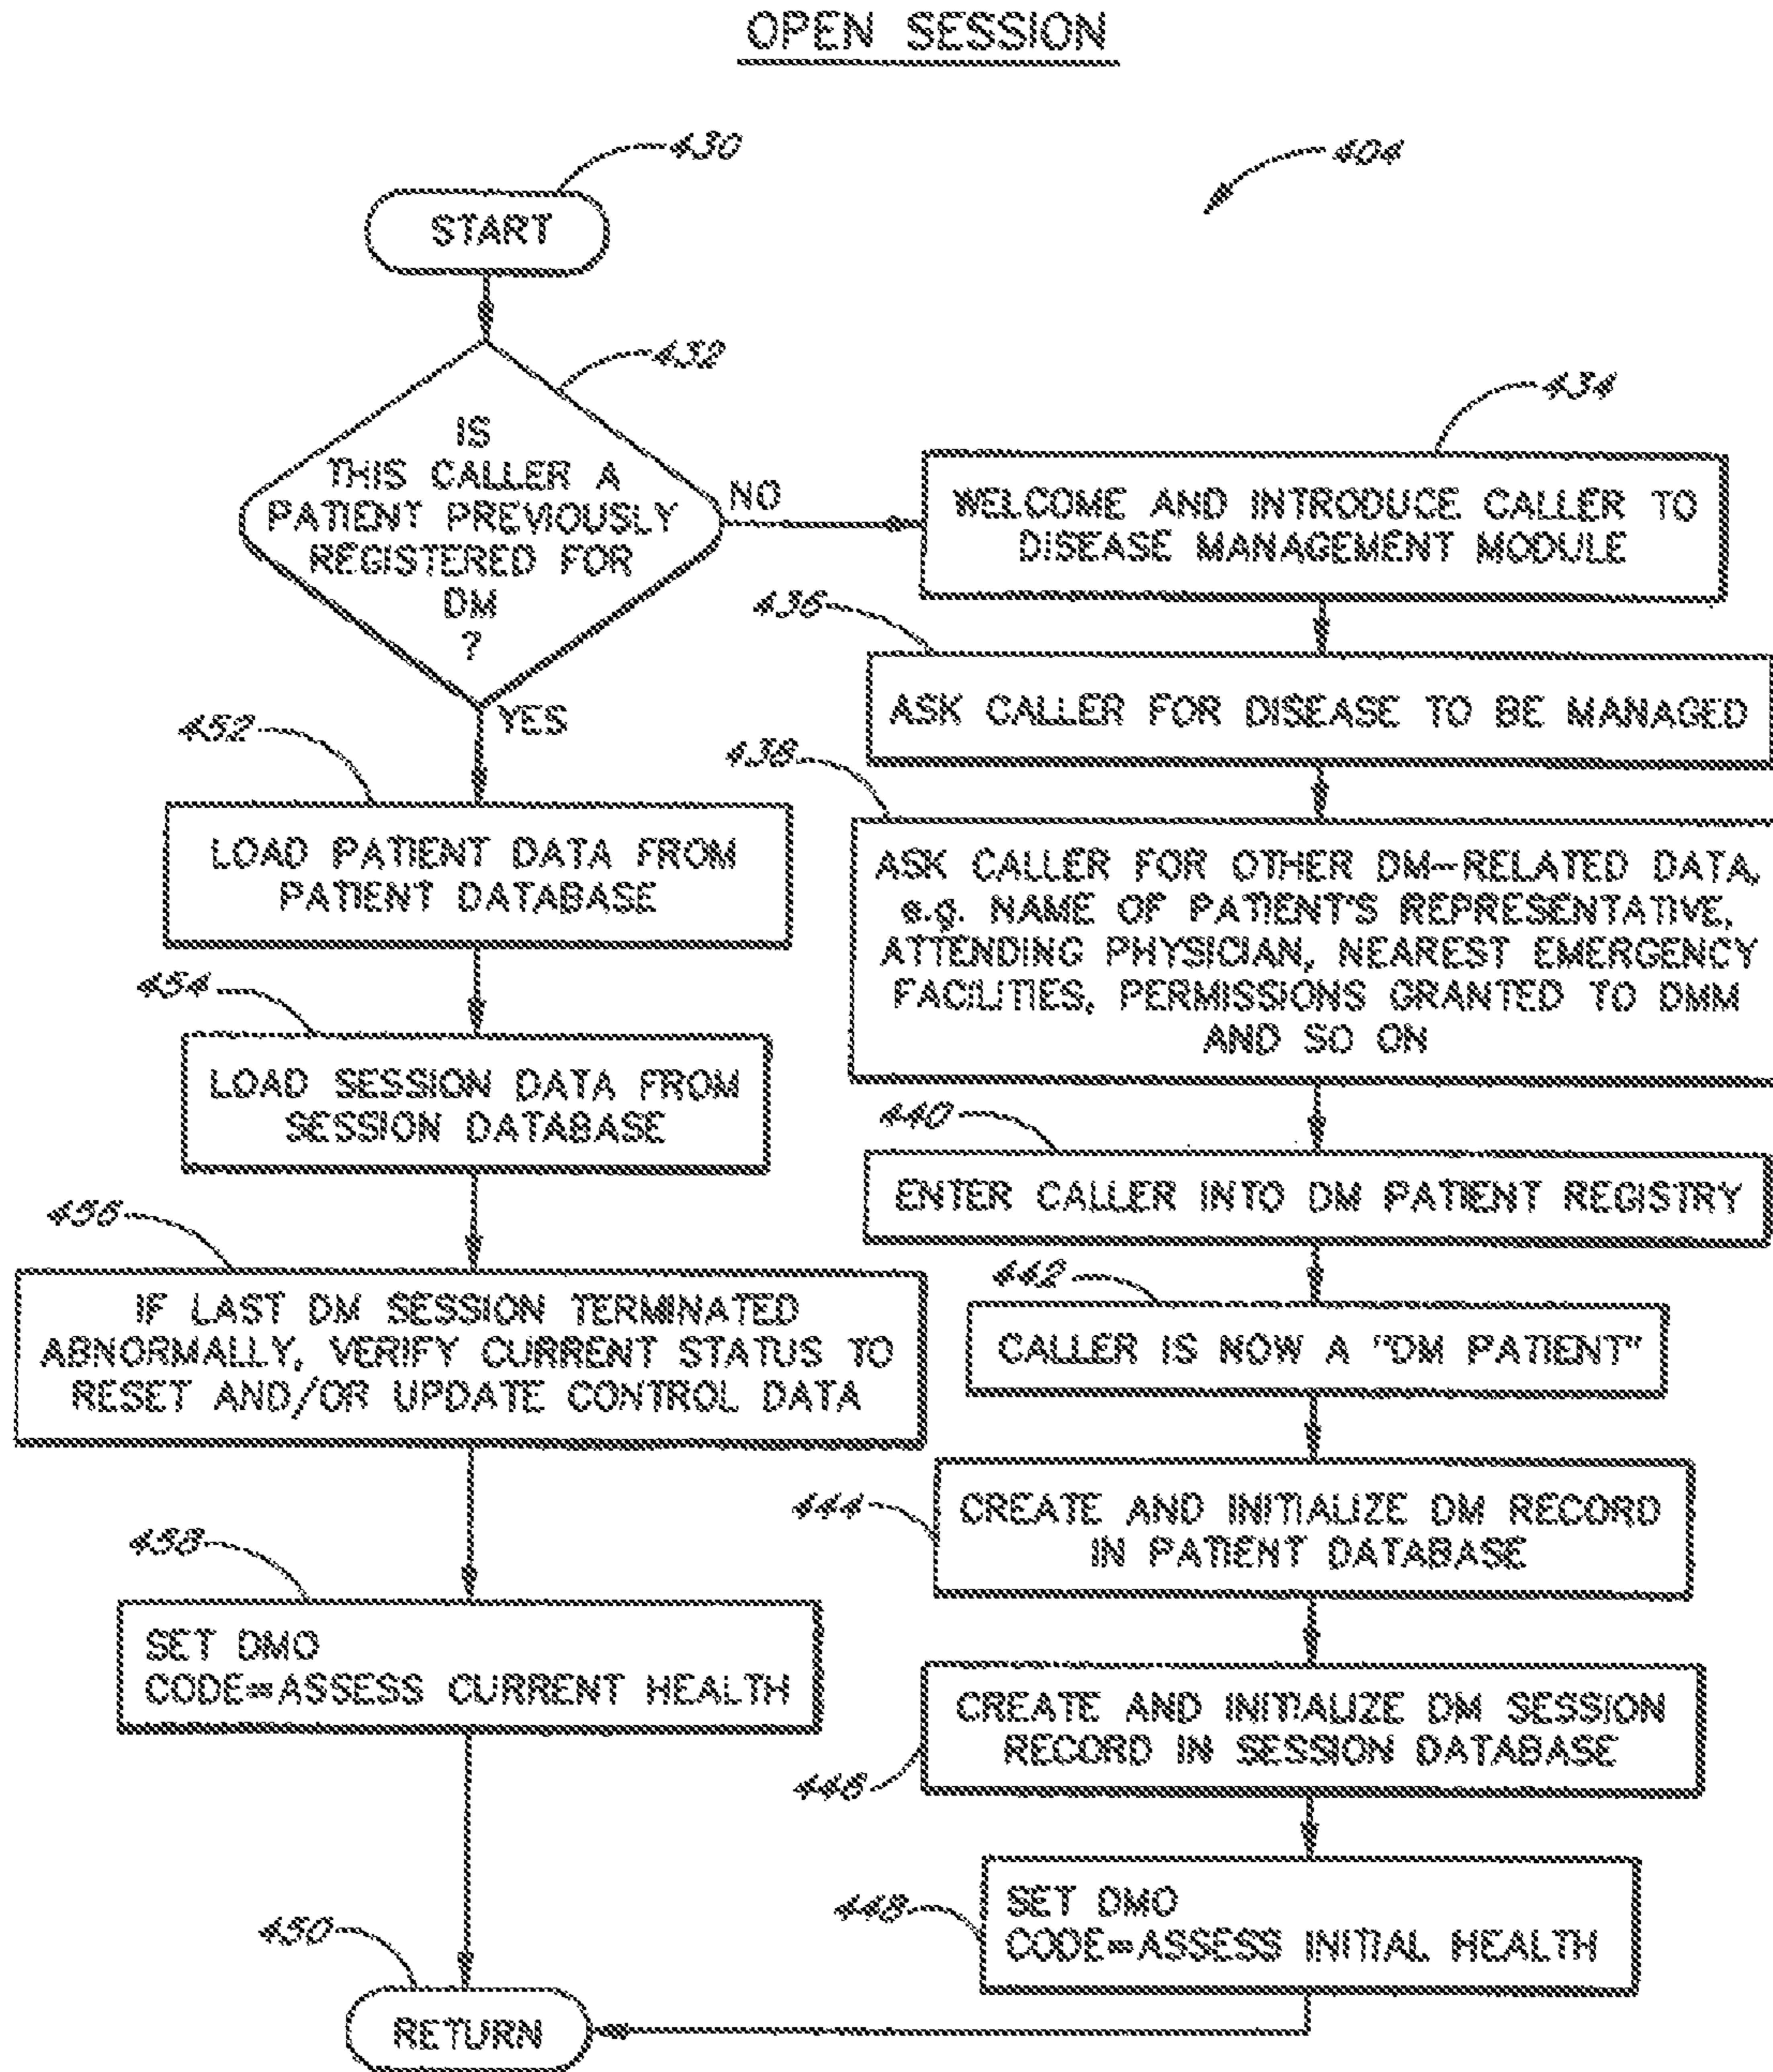 OPEN SESSION
430
404
START
432
IS
THIS CALLER A
PATIENT PREVIOUSLY
REGISTERED FOR
DM
?
NO
YES
434
WELCOME AND INTRODUCE CALLER TO
DISEASE MANAGEMENT MODULE
436
ASK CALLER FOR DISEASE TO BE MANAGED
438
ASK CALLER FOR OTHER DM-RELATED DATA,
e.g. NAME OF PATIENT'S REPRESENTATIVE,
ATTENDING PHYSICIAN, NEAREST EMERGENCY
FACILITIES, PERMISSIONS GRANTED TO DMM
AND SO ON
440
ENTER CALLER INTO DM PATIENT REGISTRY
442
CALLER IS NOW A "DM PATIENT"
444
CREATE AND INITIALIZE DM RECORD
IN PATIENT DATABASE
446
CREATE AND INITIALIZE DM SESSION
RECORD IN SESSION DATABASE
448
SET DMO
CODE=ASSESS INITIAL HEALTH
452
LOAD PATIENT DATA FROM
PATIENT DATABASE
454
LOAD SESSION DATA FROM
SESSION DATABASE
456
IF LAST DM SESSION TERMINATED
ABNORMALLY, VERIFY CURRENT STATUS TO
RESET AND/OR UPDATE CONTROL DATA
458
SET DMO
CODE=ASSESS CURRENT HEALTH
450
RETURN